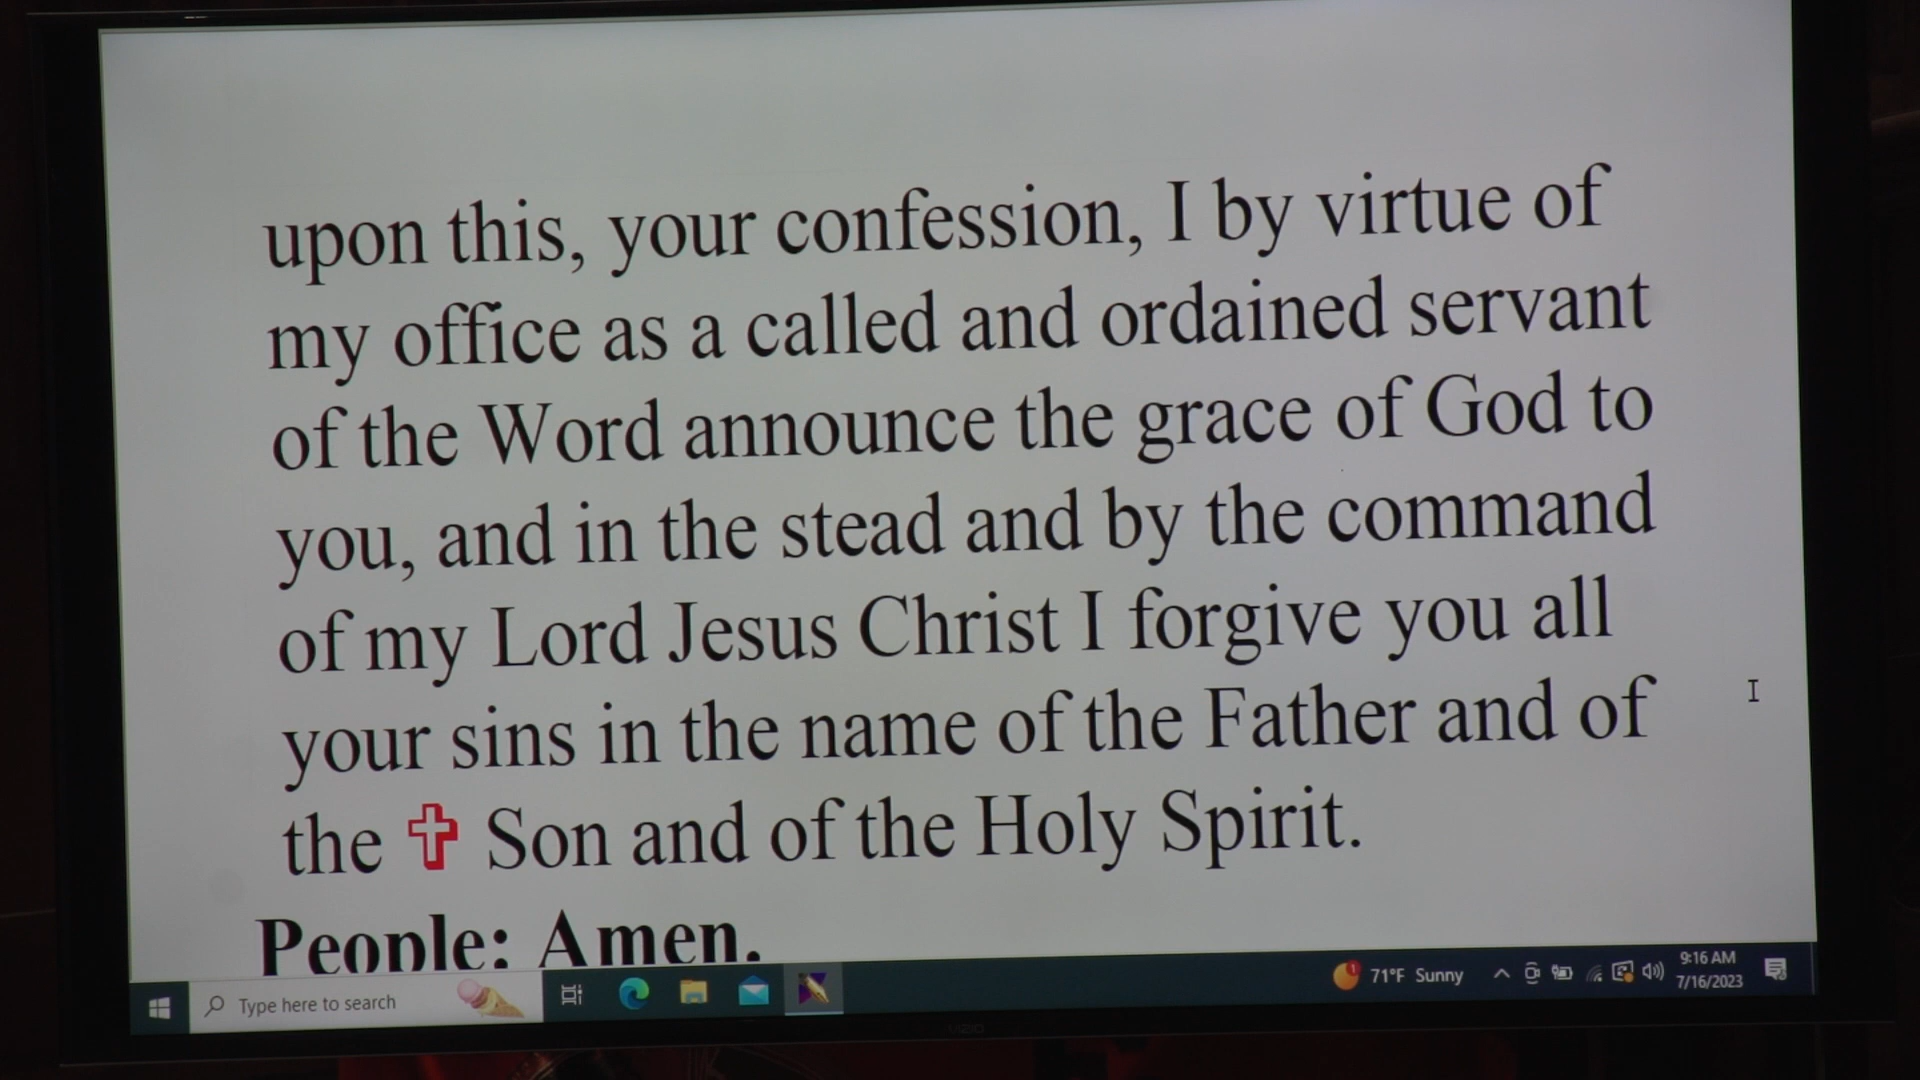 upon this, your confession, I by virtue of
my office as a called and ordained servant
of the Word announce the grace of God to
you, and in the stead and by the command
of my Lord Jesus Christ I forgive you all
your sins in the name of the Father and of
the ✞ Son and of the Holy Spirit.
People: Amen.
Type here to search
1
71°F Sunny
9:16 AM
7/16/2023
VIZIO